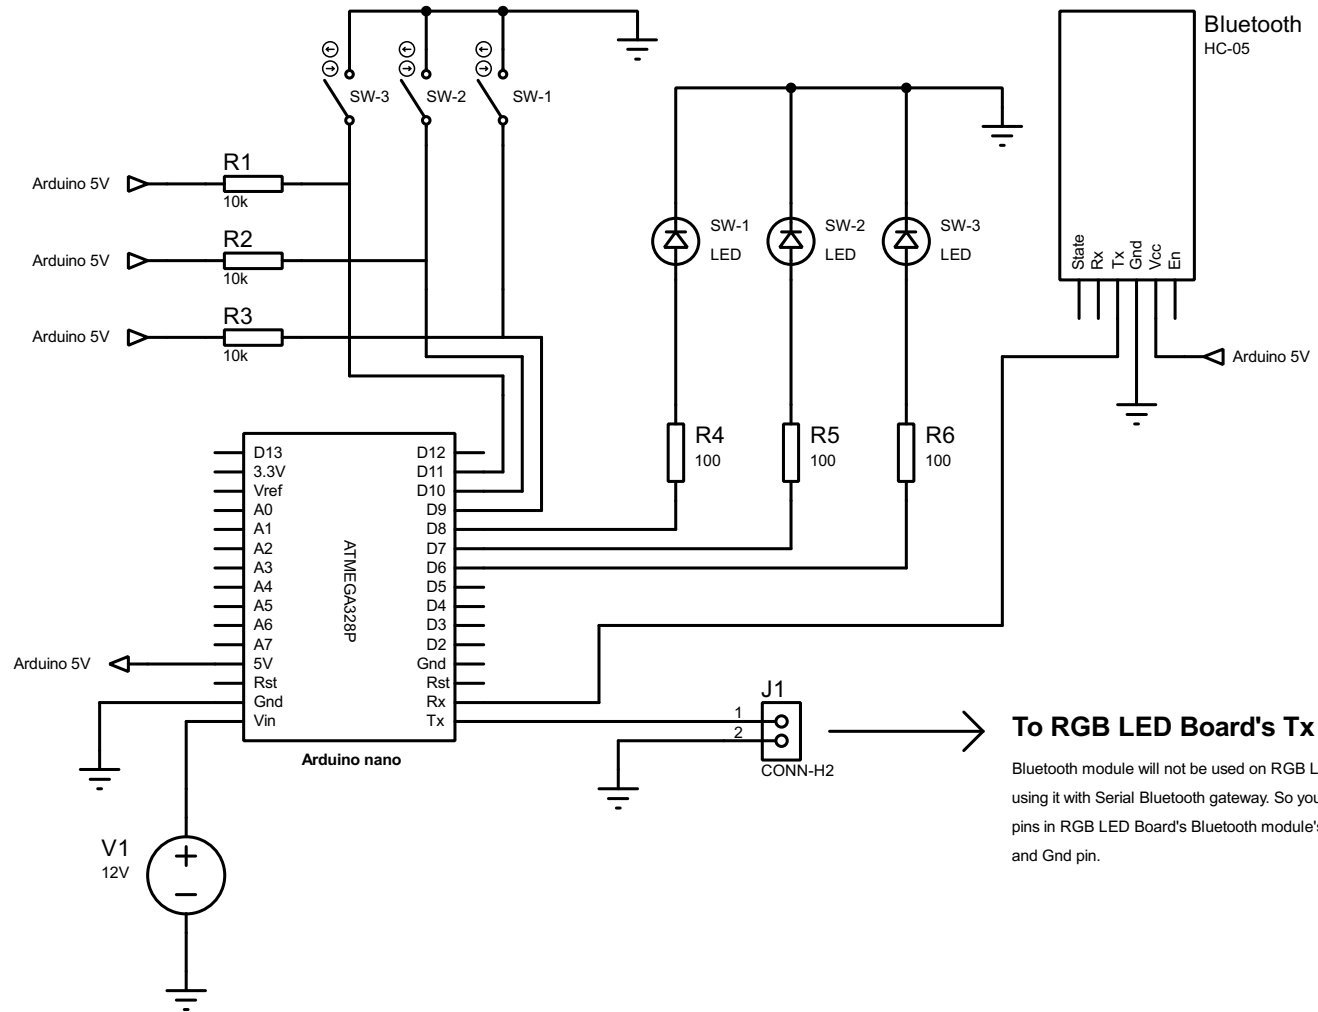 Bluetooth
HC-05
SW-3
SW-2
SW-1
R1
Arduino 5V
10k
R2
Arduino 5V
10k
R3
Arduino 5V
10k
SW-1
LED
SW-2
LED
SW-3
LED
State
Rx
Tx
Gnd
Vcc
En
Arduino 5V
R4
100
R5
100
R6
100
D13
3.3V
Vref
A0
A1
A2
A3
A4
A5
A6
A7
5V
Rst
Gnd
Vin
ATMEGA328P
D12
D11
D10
D9
D8
D7
D6
D5
D4
D3
D2
Gnd
Rst
Rx
Tx
Arduino 5V
Arduino nano
J1
1
2
CONN-H2
To RGB LED Board's Tx
Bluetooth module will not be used on RGB L
using it with Serial Bluetooth gateway. So you
pins in RGB LED Board's Bluetooth module's
and Gnd pin.
V1
12V